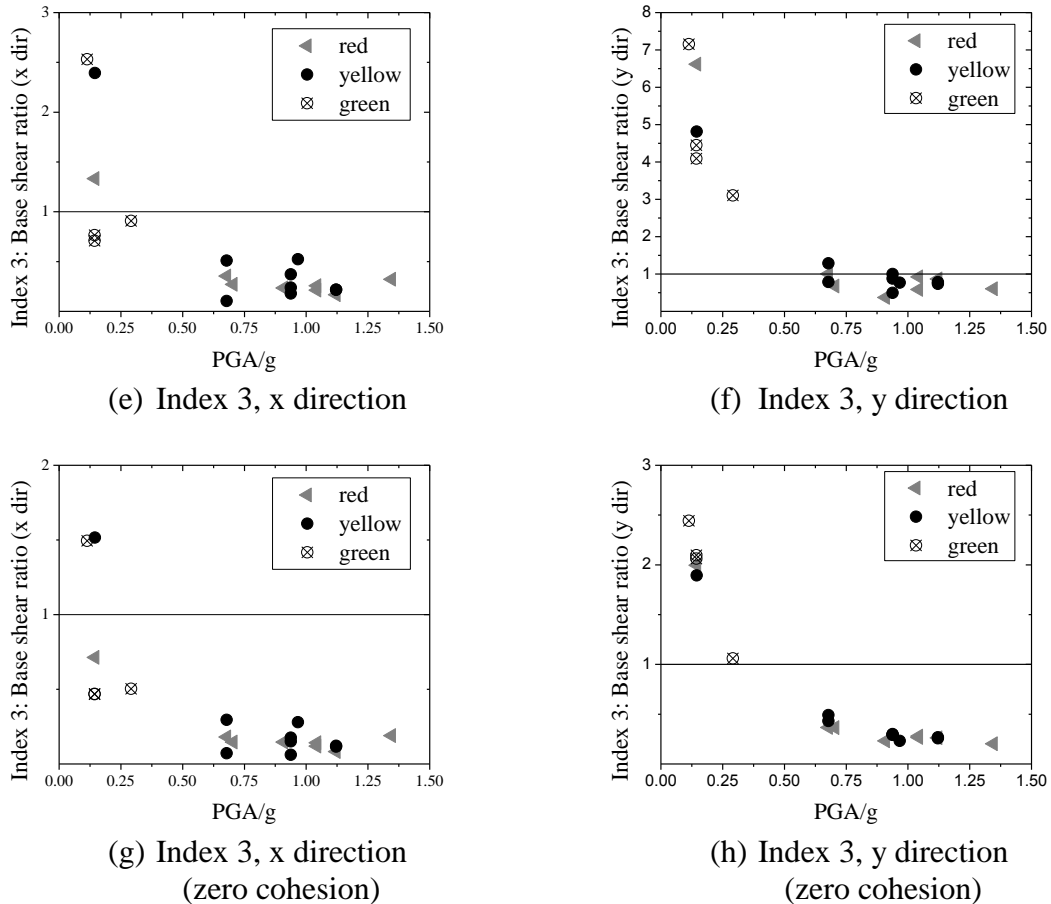 3
2
1
0.00 0.25 0.50 0.75 1.00 1.25 1.50
Index 3: Base shear ratio (x dir)
PGA/g
red
yellow
green
(e) Index 3, x direction
8
7
6
5
4
3
2
1
0.00 0.25 0.50 0.75 1.00 1.25 1.50
Index 3: Base shear ratio (y dir)
PGA/g
red
yellow
green
(f) Index 3, y direction
2
1
0.00 0.25 0.50 0.75 1.00 1.25 1.50
Index 3: Base shear ratio (x dir)
PGA/g
red
yellow
green
(g) Index 3, x direction
(zero cohesion)
3
2
1
0.00 0.25 0.50 0.75 1.00 1.25 1.50
Index 3: Base shear ratio (y dir)
PGA/g
red
yellow
green
(h) Index 3, y direction
(zero cohesion)